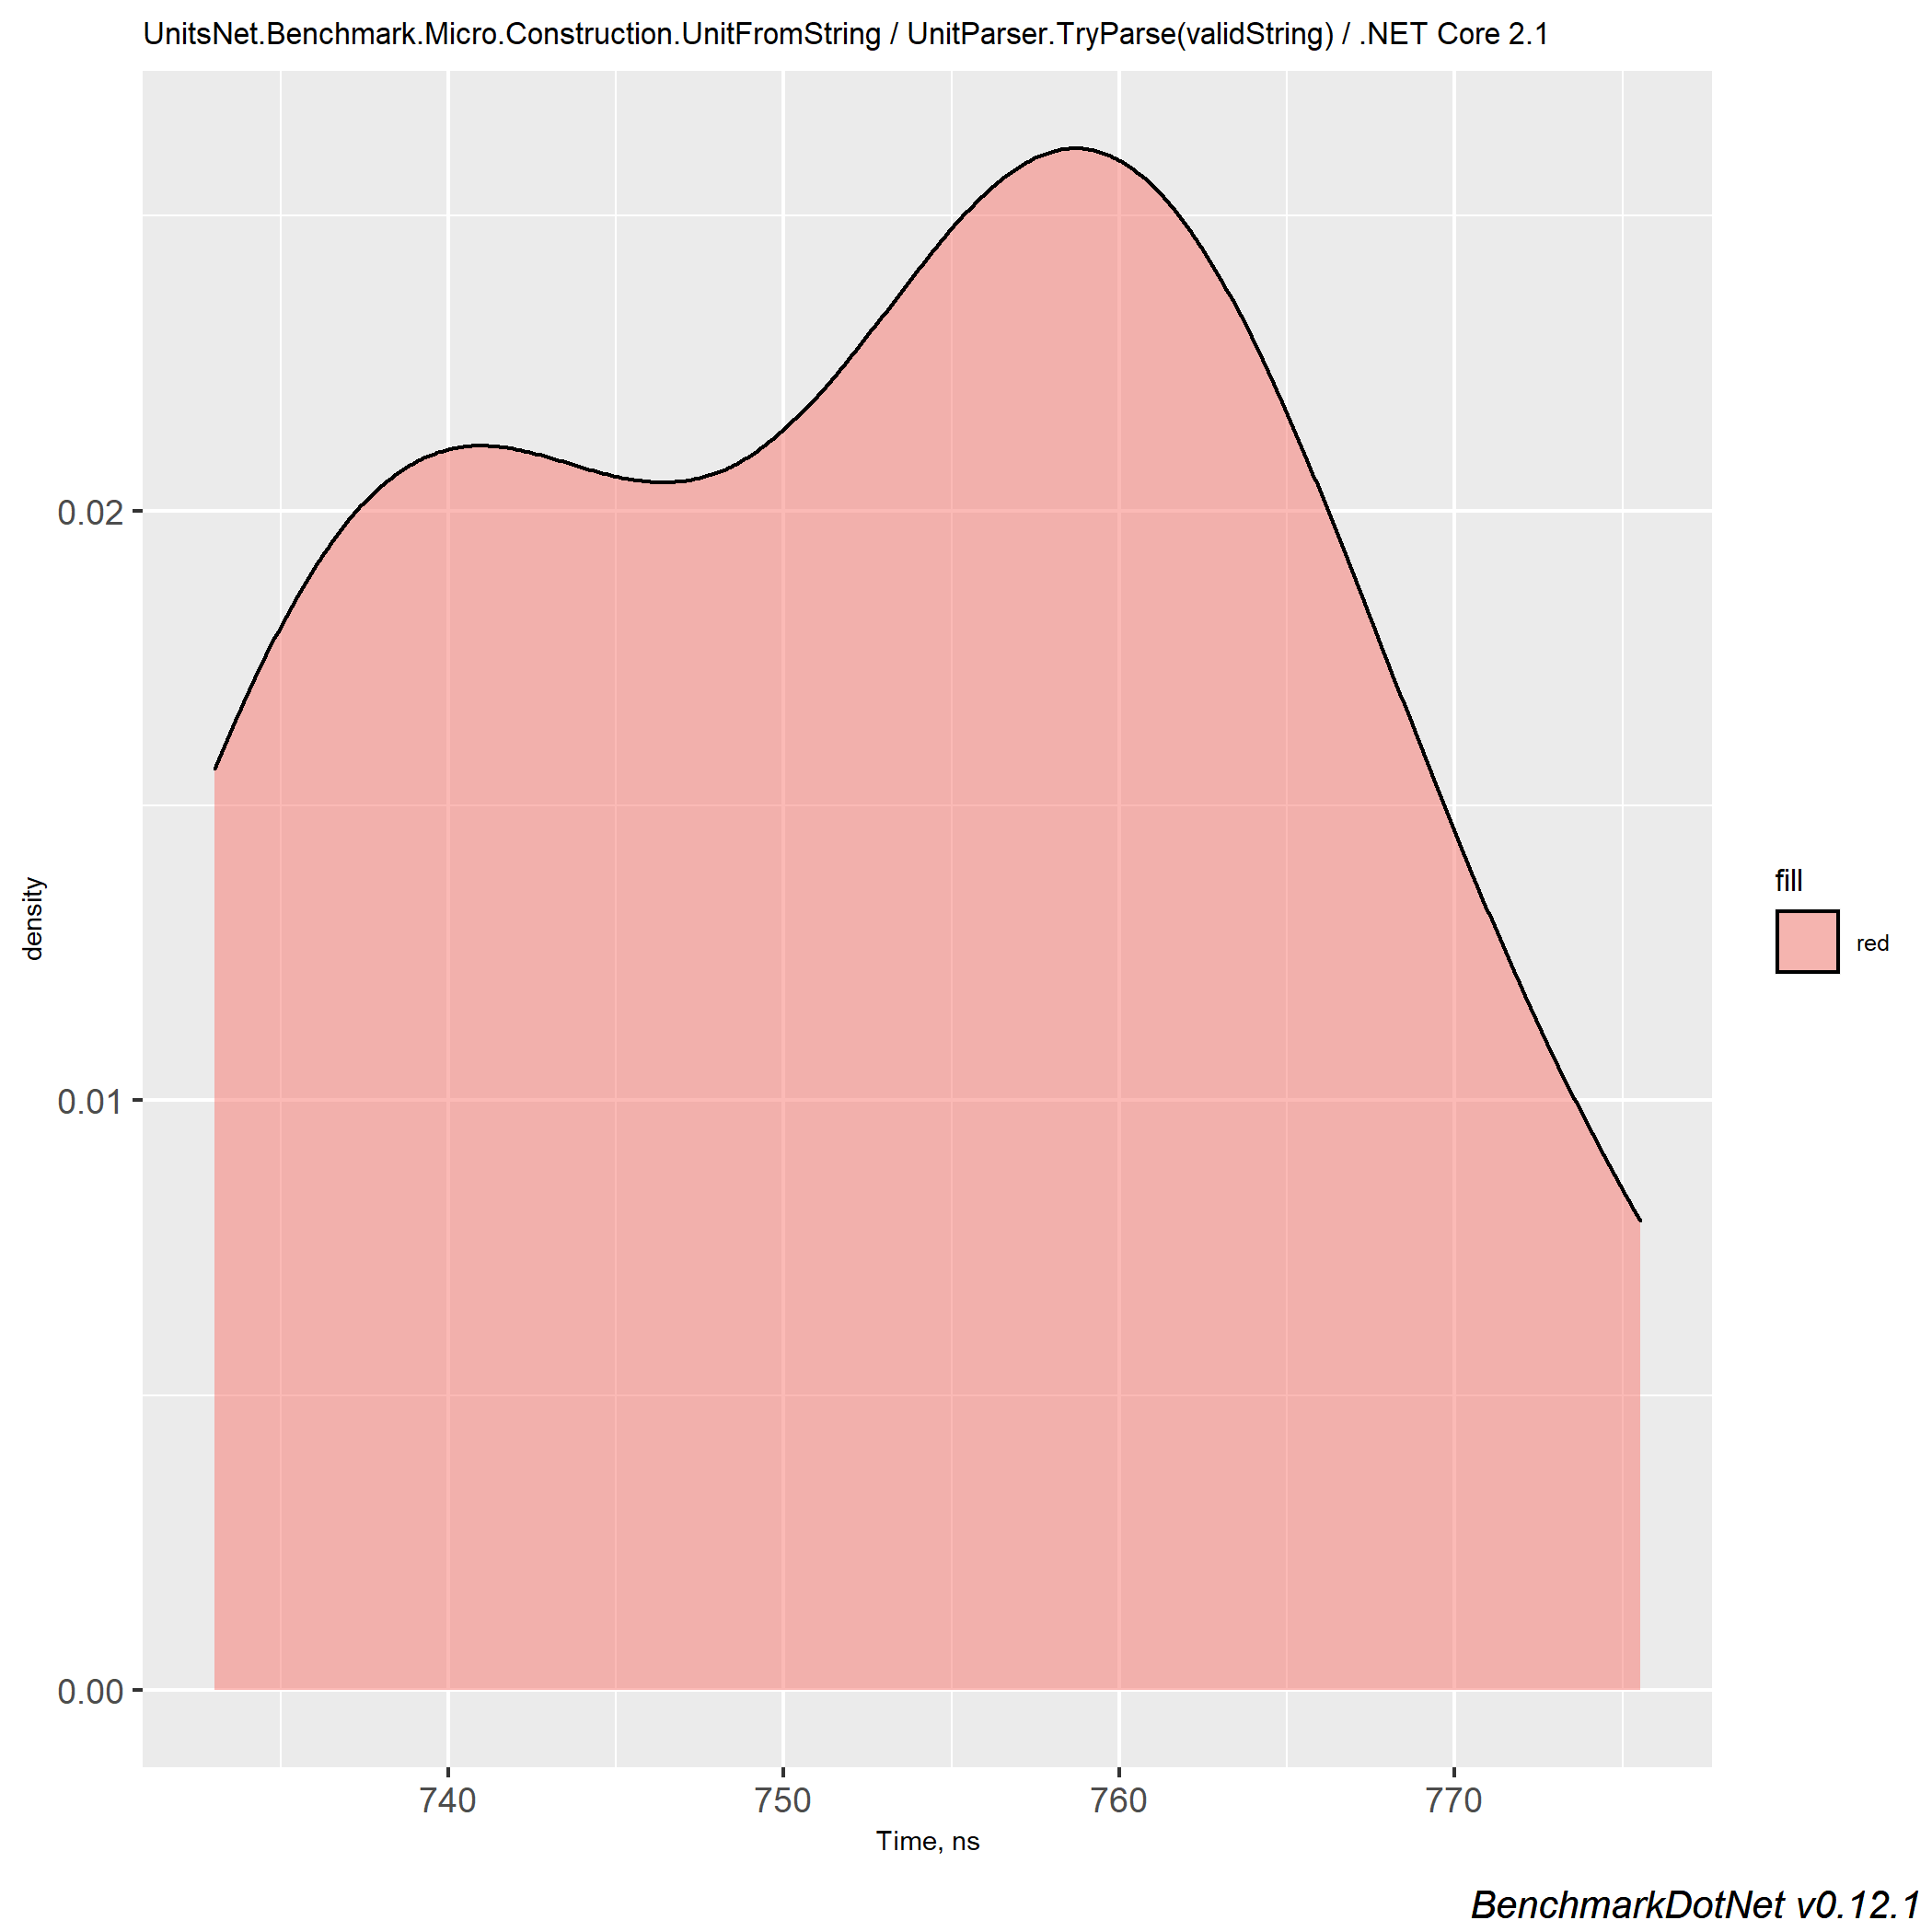 UnitsNet.Benchmark.Micro.Construction.UnitFromString / UnitParser.TryParse(validString) / .NET Core 2.1
density
0.02
0.01
0.00
740 750 760 770
Time, ns
fill
red
BenchmarkDotNet v0.12.1